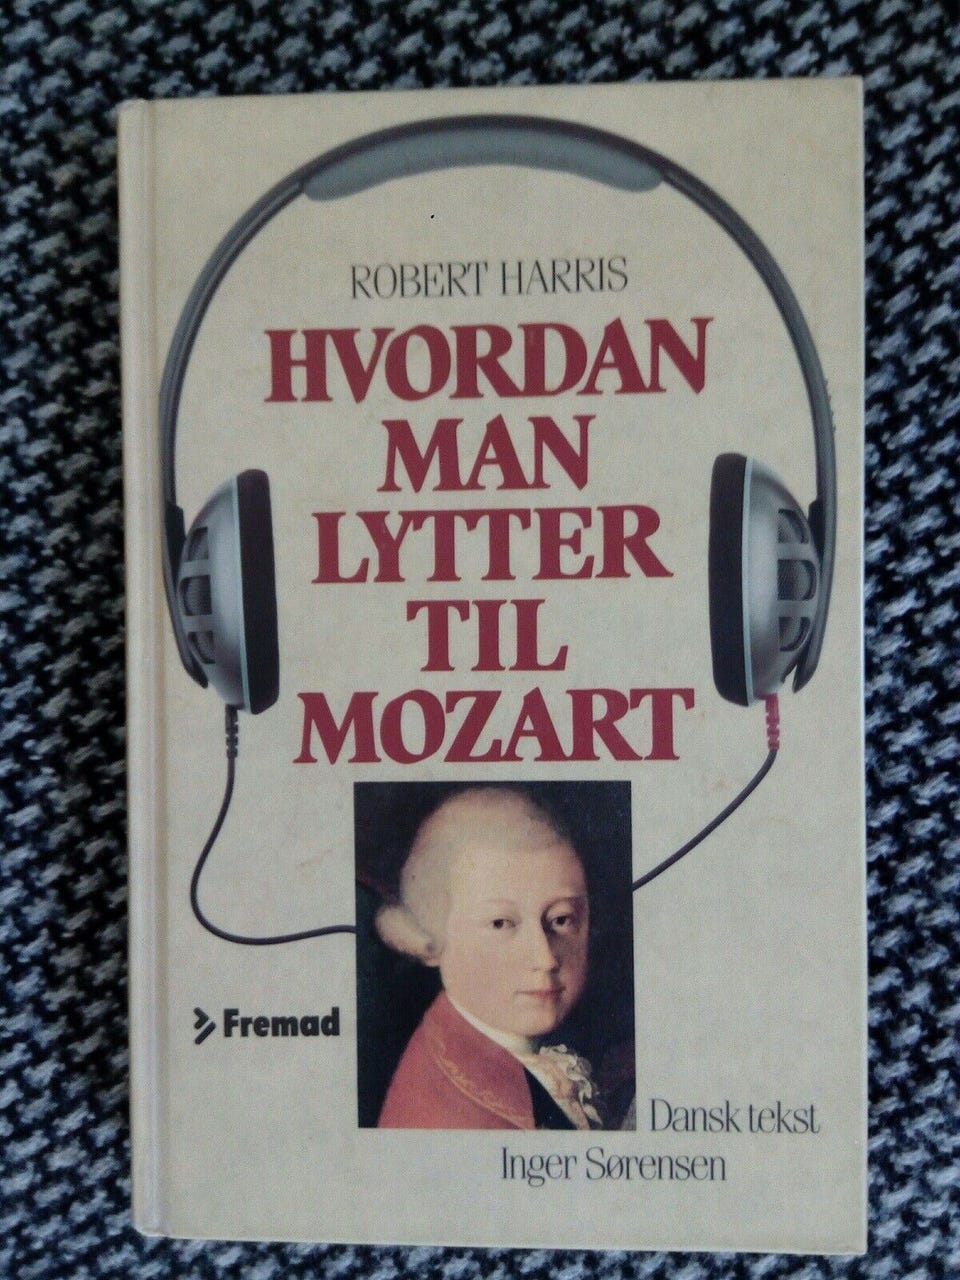 ROBERT HARRIS
HVORDAN
MAN
LYTTER
TIL
MOZART
Fremad
Dansk tekst
Inger Sørensen